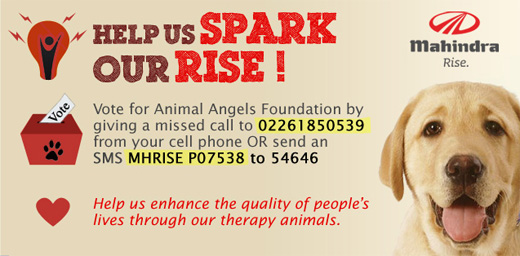 HELP US SPARK
OUR RISE !
Mahindra
Rise.
Vote
Vote for Animal Angels Foundation by
giving a missed call to 02261850539
from your cell phone OR send an
SMS MHRISE P07538 to 54646
Help us enhance the quality of people's
lives through our therapy animals.